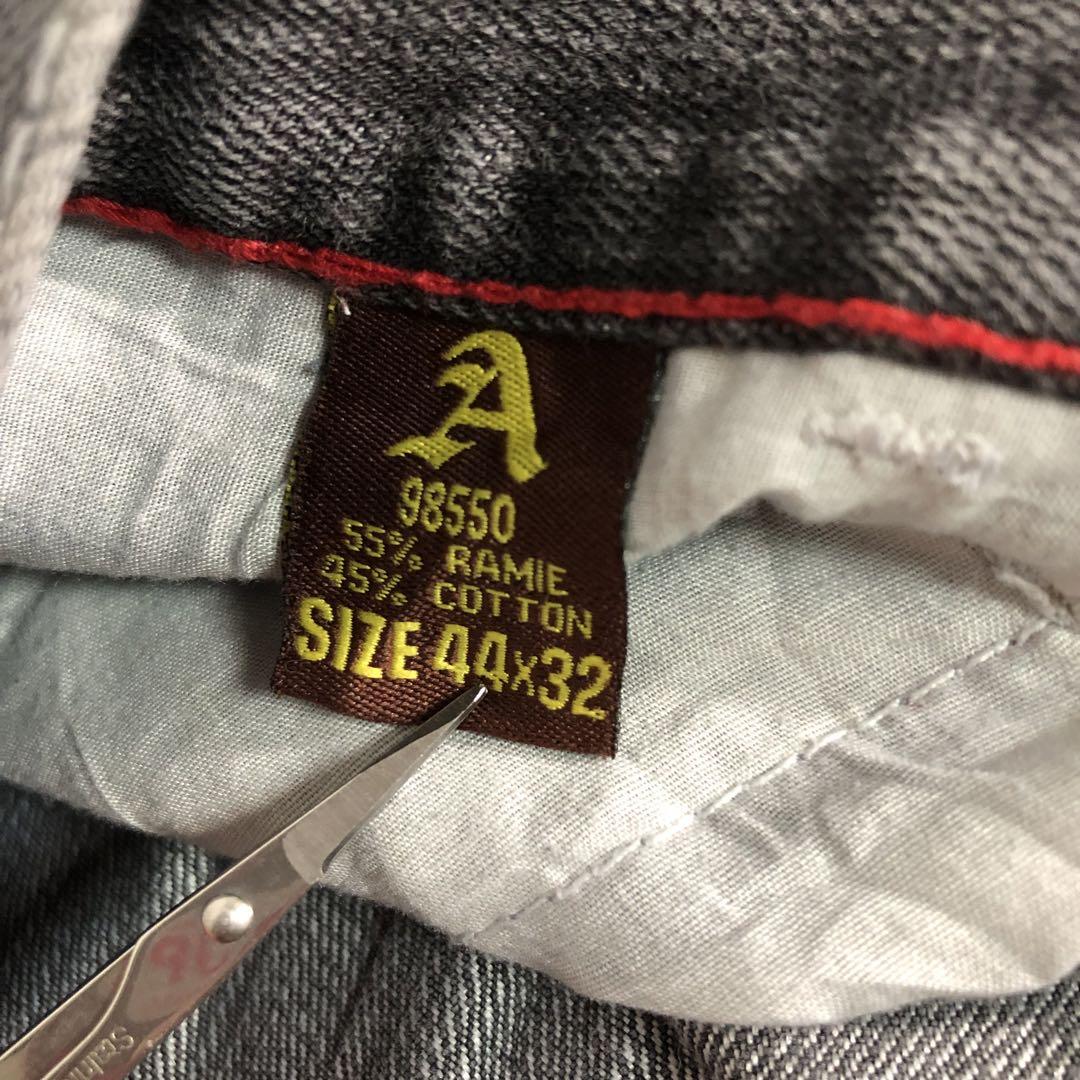 A
98550
55% RAMIE
45% COTTON
SIZE 44x32